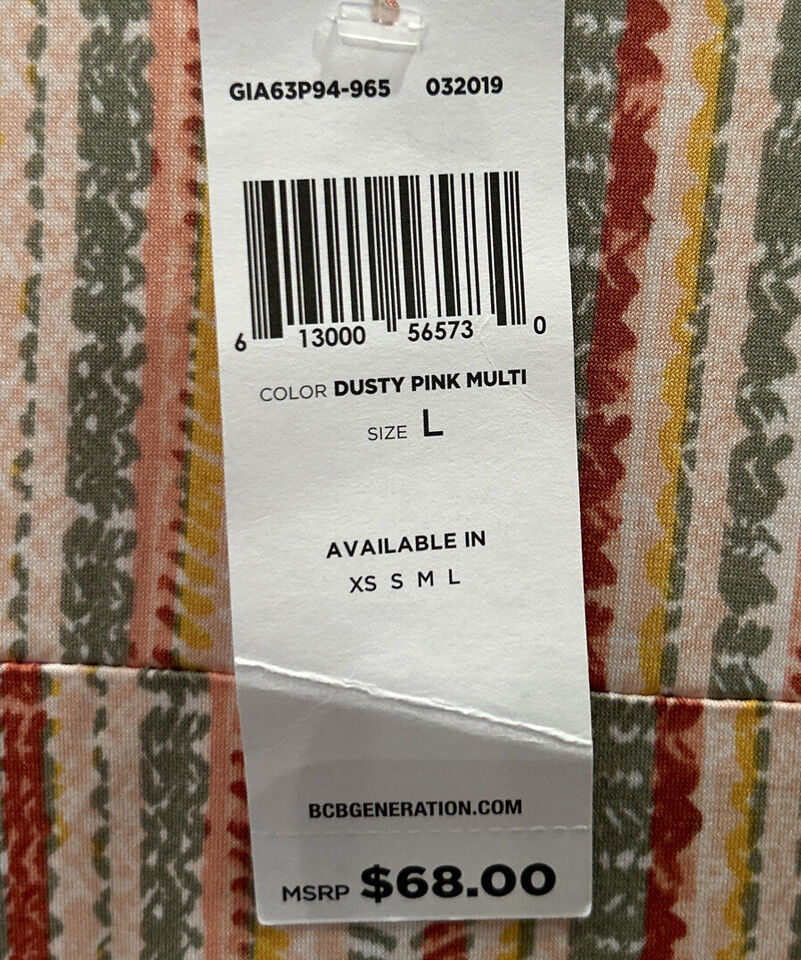 GIA63P94-965 032019
6 13000 56573 0
COLOR DUSTY PINK MULTI
SIZE L
AVAILABLE IN
XS S M L
BCBGENERATION.COM
MSRP $68.00